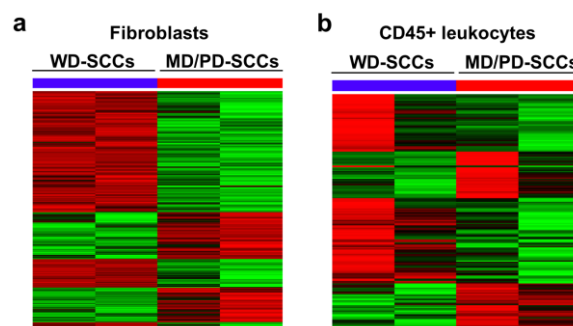 a
Fibroblasts
WD-SCCs MD/PD-SCCs
b
CD45+ leukocytes
WD-SCCs MD/PD-SCCs